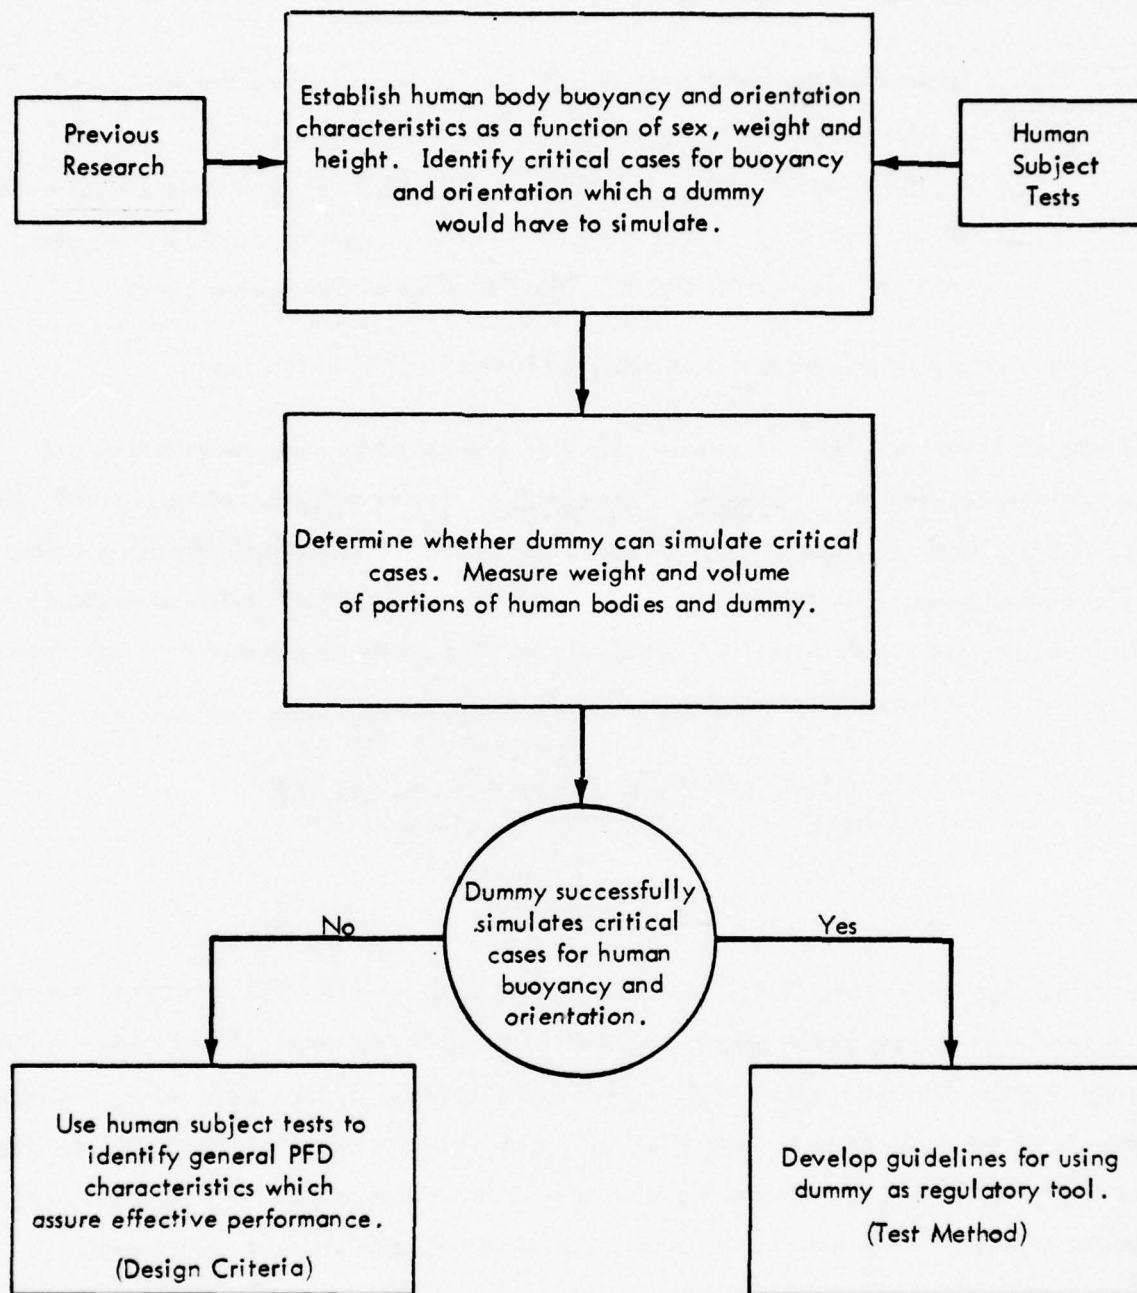 Previous
Research
Establish human body buoyancy and orientation
characteristics as a function of sex, weight and
height. Identify critical cases for buoyancy
and orientation which a dummy
would have to simulate.
Human
Subject
Tests
Determine whether dummy can simulate critical
cases. Measure weight and volume
of portions of human bodies and dummy.
Dummy successfully
simulates critical
cases for human
buoyancy and
orientation.
No
Yes
Use human subject tests to
identify general PFD
characteristics which
assure effective performance.
(Design Criteria)
Develop guidelines for using
dummy as regulatory tool.
(Test Method)